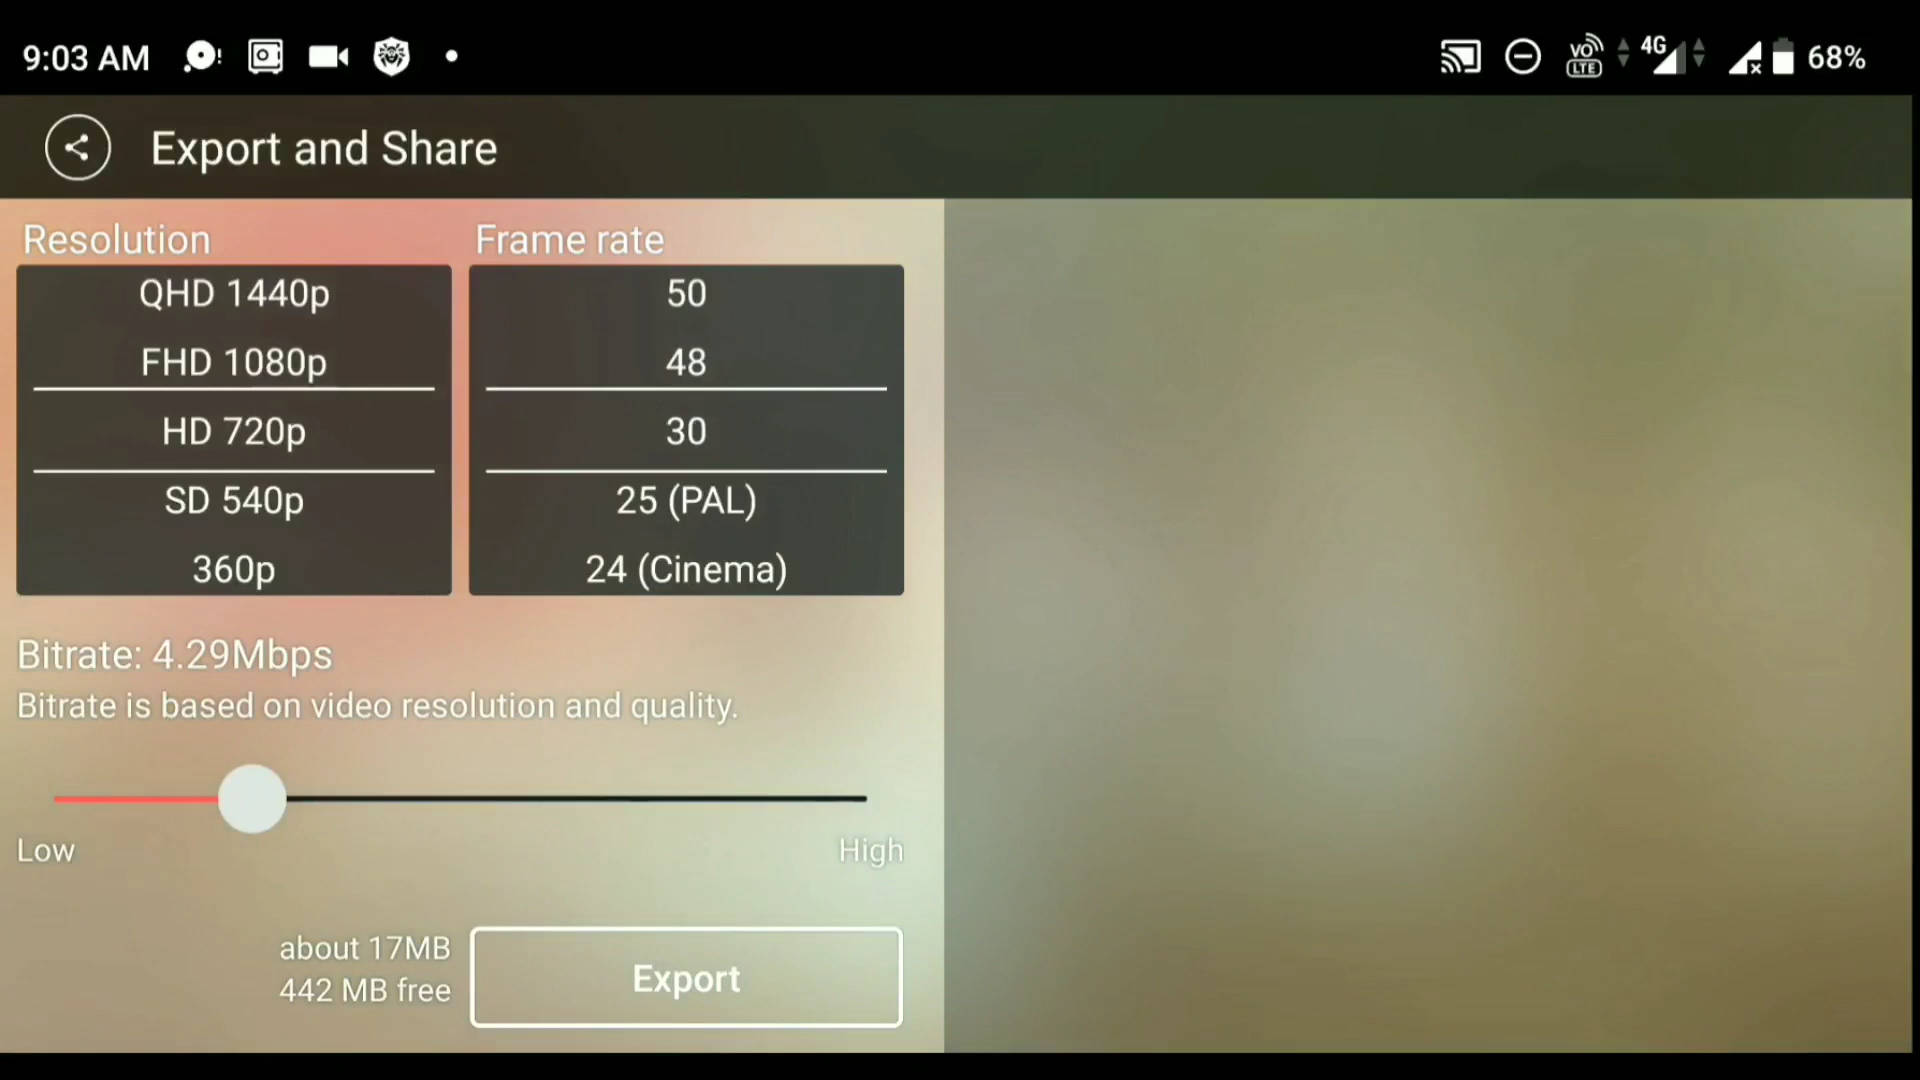 9:03 AM
VO LTE
4G
68%
Export and Share
Resolution
Frame rate
QHD 1440p
FHD 1080p
HD 720p
SD 540p
360p
50
48
30
25 (PAL)
24 (Cinema)
Bitrate: 4.29Mbps
Bitrate is based on video resolution and quality.
Low
High
about 17MB
442 MB free
Export